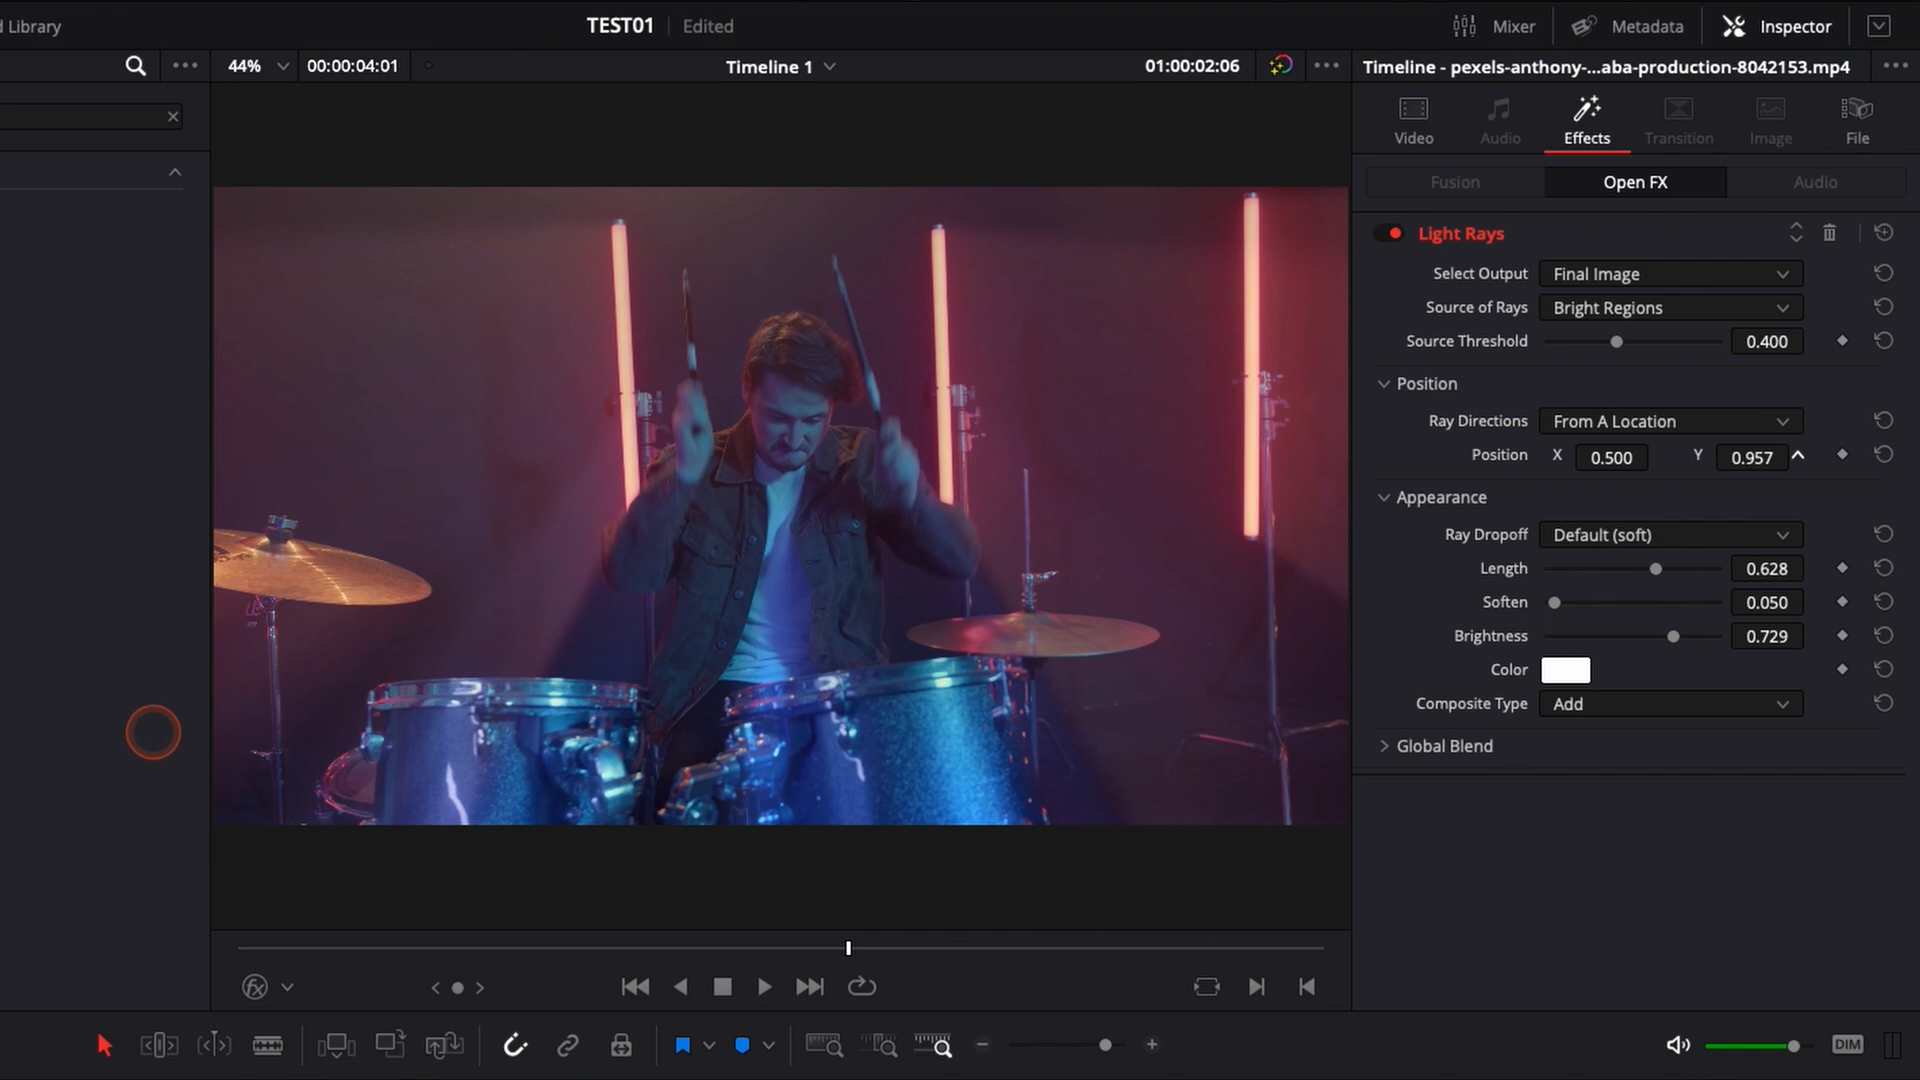 d Library
TEST01 Edited
Mixer Metadata Inspector
44% 00:00:04:01 Timeline 1 01:00:02:06
Timeline - pexels-anthony-...aba-production-8042153.mp4
Video Audio Effects Transition Image File
Fusion Open FX Audio
Light Rays
Select Output Final Image
Source of Rays Bright Regions
Source Threshold 0.400
Position
Ray Directions From A Location
Position X 0.500 Y 0.957
Appearance
Ray Dropoff Default (soft)
Length 0.628
Soften 0.050
Brightness 0.729
Color
Composite Type Add
Global Blend
fx
DIM